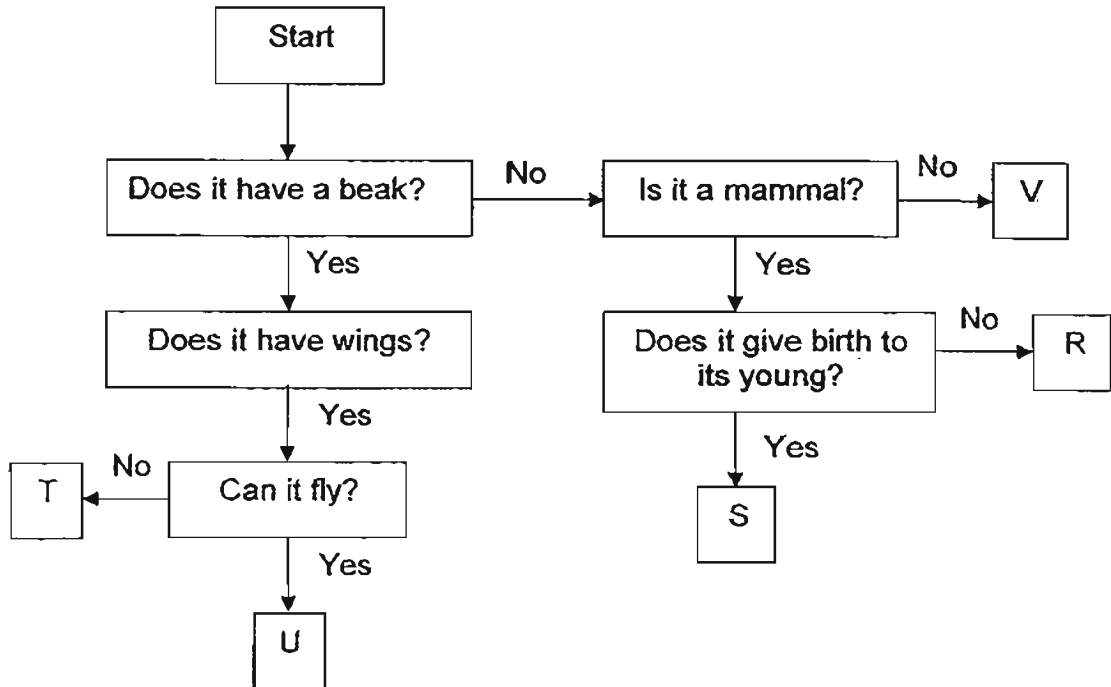 Start
Does it have a beak?
No
Is it a mammal?
No
V
Yes
Yes
Does it have wings?
Does it give birth to
its young?
No
R
Yes
Yes
T
No
Can it fly?
S
Yes
U